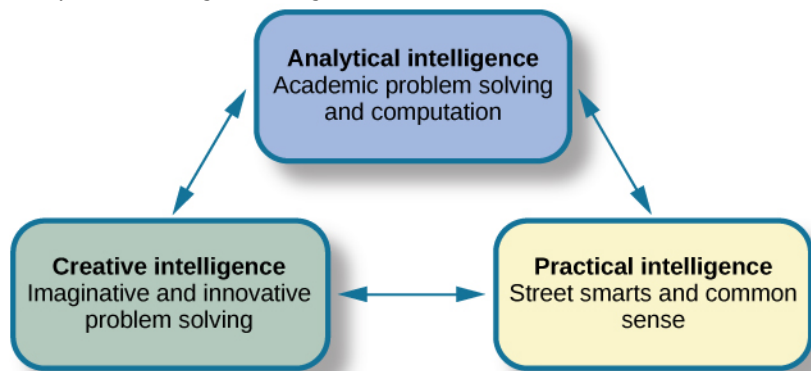 Analytical intelligence
Academic problem solving
and computation
Creative intelligence
Imaginative and innovative
problem solving
Practical intelligence
Street smarts and common
sense